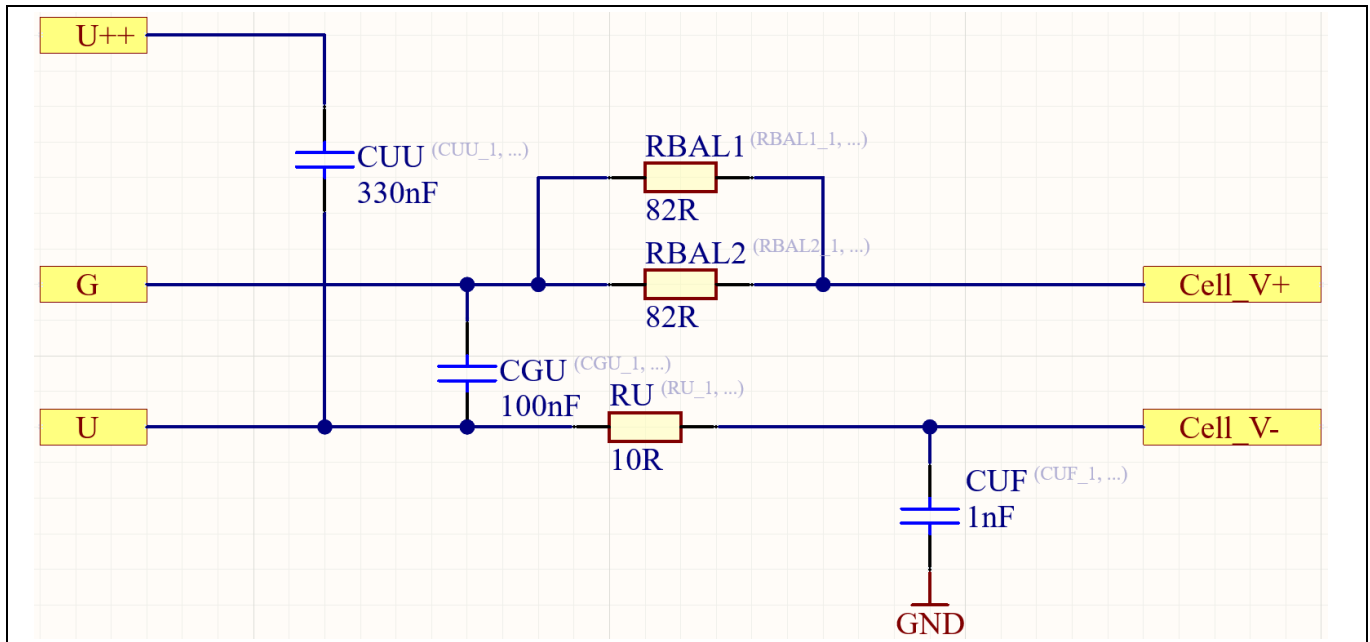 U++
CUU (CUU_1, ...)
330nF
RBAL1 (RBAL1_1, ...)
82R
RBAL2 (RBAL2_1, ...)
82R
G
Cell_V+
CGU (CGU_1, ...)
100nF
RU (RU_1, ...)
10R
U
Cell_V-
CUF (CUF_1, ...)
1nF
GND